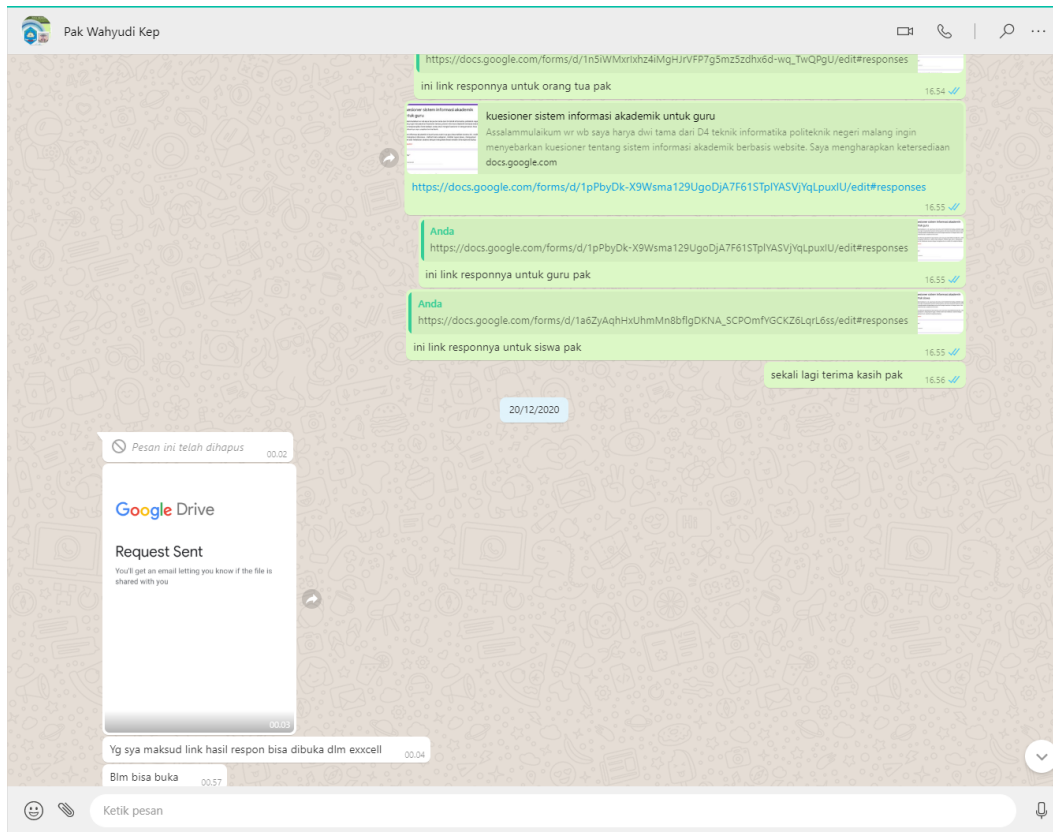 Pak Wahyudi Kep
https://docs.google.com/forms/d/1n5iWMxrIxhz4iMgHJrVFP7g5mz5zdhx6d-wq_TwQPgU/edit#responses
ini link responnya untuk orang tua pak
16.54
kuesioner sistem informasi akademik untuk guru
Assalammulaikum wr wb saya harya dwi tama dari D4 teknik informatika politeknik negeri malang ingin
menyebarkan kuesioner tentang sistem informasi akademik berbasis website. Saya mengharapkan ketersediaan
docs.google.com
https://docs.google.com/forms/d/1pPbyDk-X9Wsma129UgoDjA7F61STplYASVjYqLpuxIU/edit#responses
16.55
Anda
https://docs.google.com/forms/d/1pPbyDk-X9Wsma129UgoDjA7F61STplYASVjYqLpuxIU/edit#responses
ini link responnya untuk guru pak
16.55
Anda
https://docs.google.com/forms/d/1a6ZyAqhHxUhmMn8bflgDKNA_SCPOmfYGCKZ6LqrL6ss/edit#responses
ini link responnya untuk siswa pak
16.55
sekali lagi terima kasih pak
16.56
20/12/2020
Pesan ini telah dihapus
00.02
Google Drive
Request Sent
You'll get an email letting you know if the file is
shared with you
00.03
Yg sya maksud link hasil respon bisa dibuka dlm exxcell
00.04
Blm bisa buka
00.57
Ketik pesan